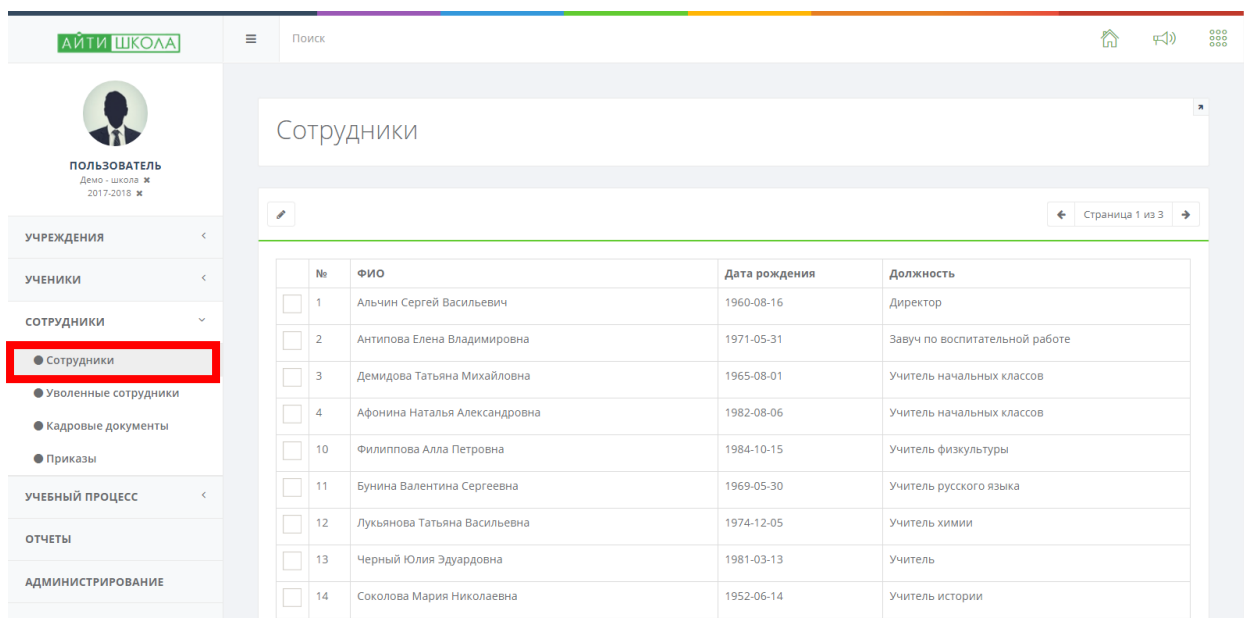 АЙТИ ШКОЛА
Поиск
ПОЛЬЗОВАТЕЛЬ
Демо - школа ✖
2017-2018 ✖
УЧРЕЖДЕНИЯ
УЧЕНИКИ
СОТРУДНИКИ
Сотрудники
Уволенные сотрудники
Кадровые документы
Приказы
УЧЕБНЫЙ ПРОЦЕСС
ОТЧЕТЫ
АДМИНИСТРИРОВАНИЕ
Сотрудники
Страница 1 из 3
№ ФИО Дата рождения Должность
1 Альчин Сергей Васильевич 1960-08-16 Директор
2 Антипова Елена Владимировна 1971-05-31 Завуч по воспитательной работе
3 Демидова Татьяна Михайловна 1965-08-01 Учитель начальных классов
4 Афонина Наталья Александровна 1982-08-06 Учитель начальных классов
10 Филиппова Алла Петровна 1984-10-15 Учитель физкультуры
11 Бунина Валентина Сергеевна 1969-05-30 Учитель русского языка
12 Лукьянова Татьяна Васильевна 1974-12-05 Учитель химии
13 Черный Юлия Эдуардовна 1981-03-13 Учитель
14 Соколова Мария Николаевна 1952-06-14 Учитель истории